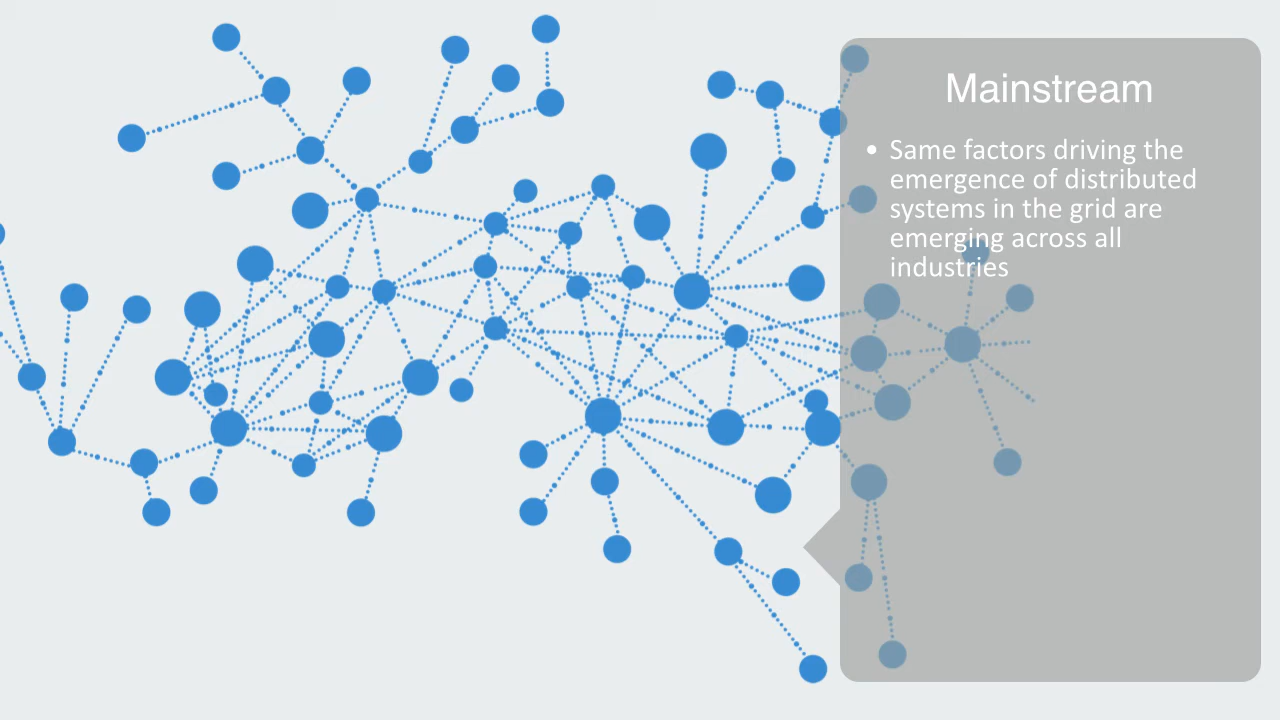 Mainstream
• Same factors driving the
emergence of distributed
systems in the grid are
emerging across all
industries